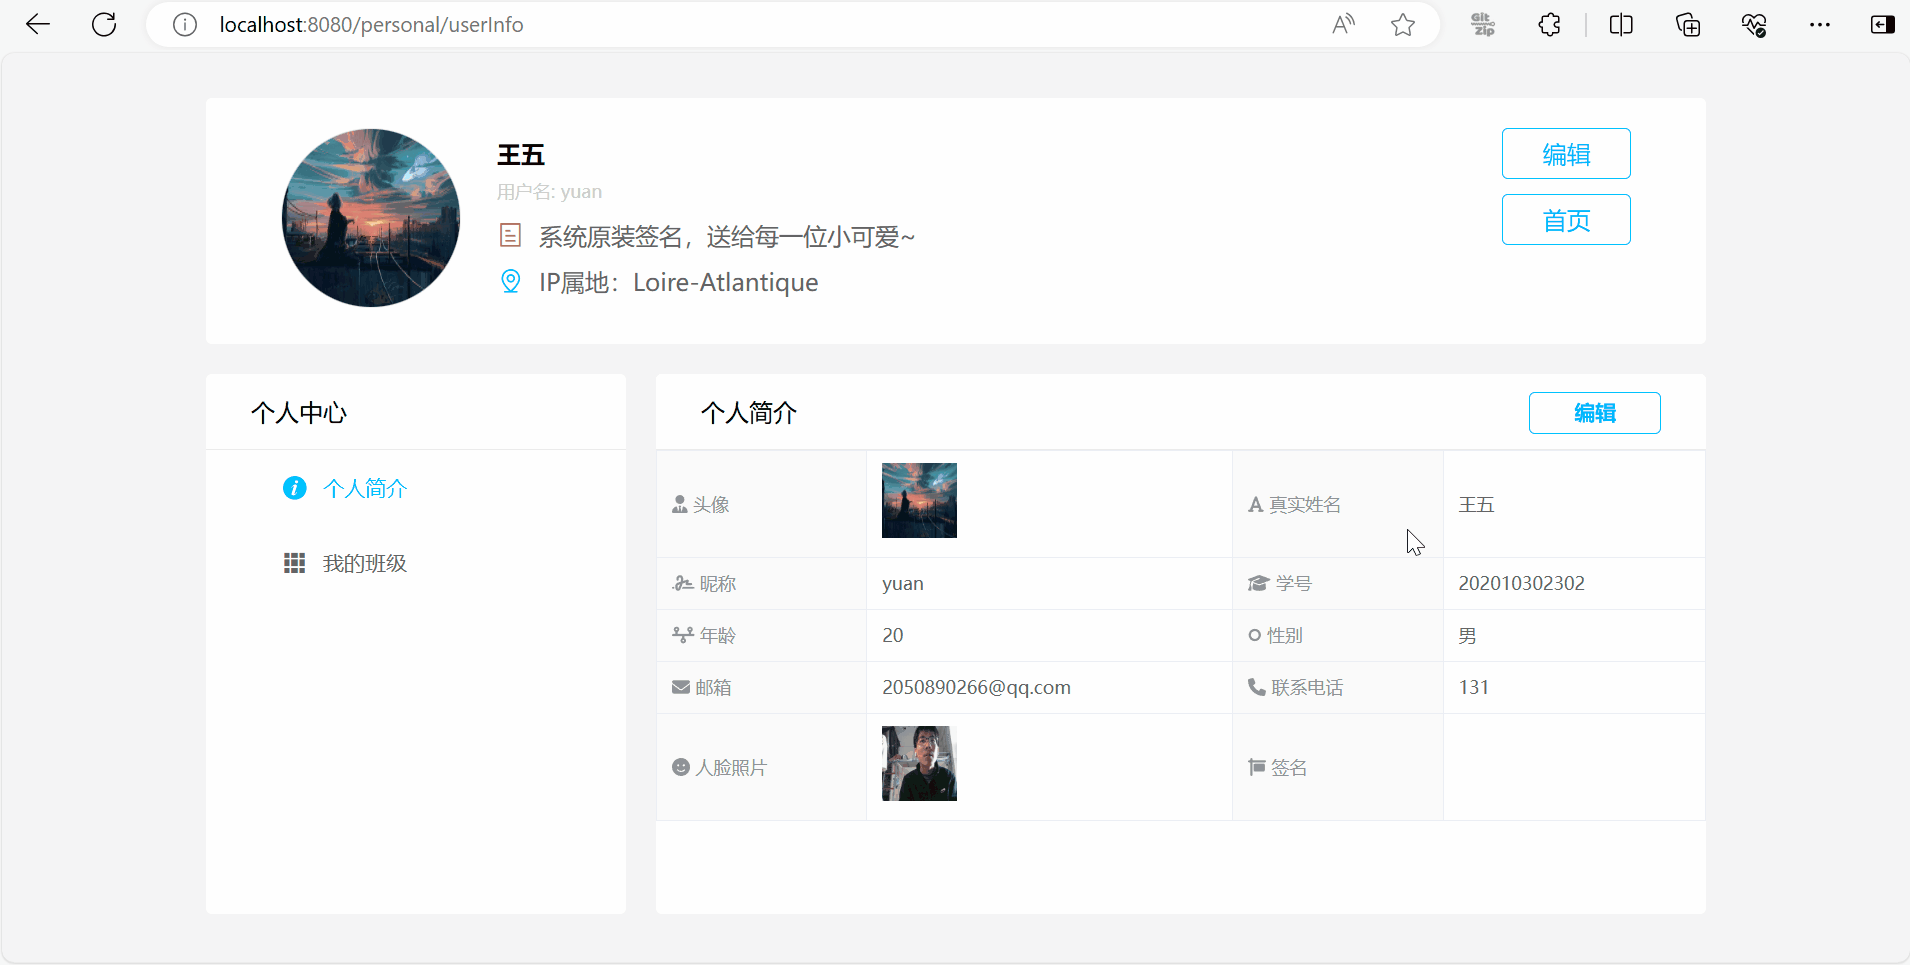 localhost:8080/personal/userInfo
Git Zip
王五
用户名: yuan
系统原装签名，送给每一位小可爱~
IP属地：Loire-Atlantique
编辑
首页
个人中心
个人简介
我的班级
个人简介
编辑
头像
真实姓名 王五
昵称 yuan 学号 202010302302
年龄 20 性别 男
邮箱 2050890266@qq.com 联系电话 131
人脸照片 签名